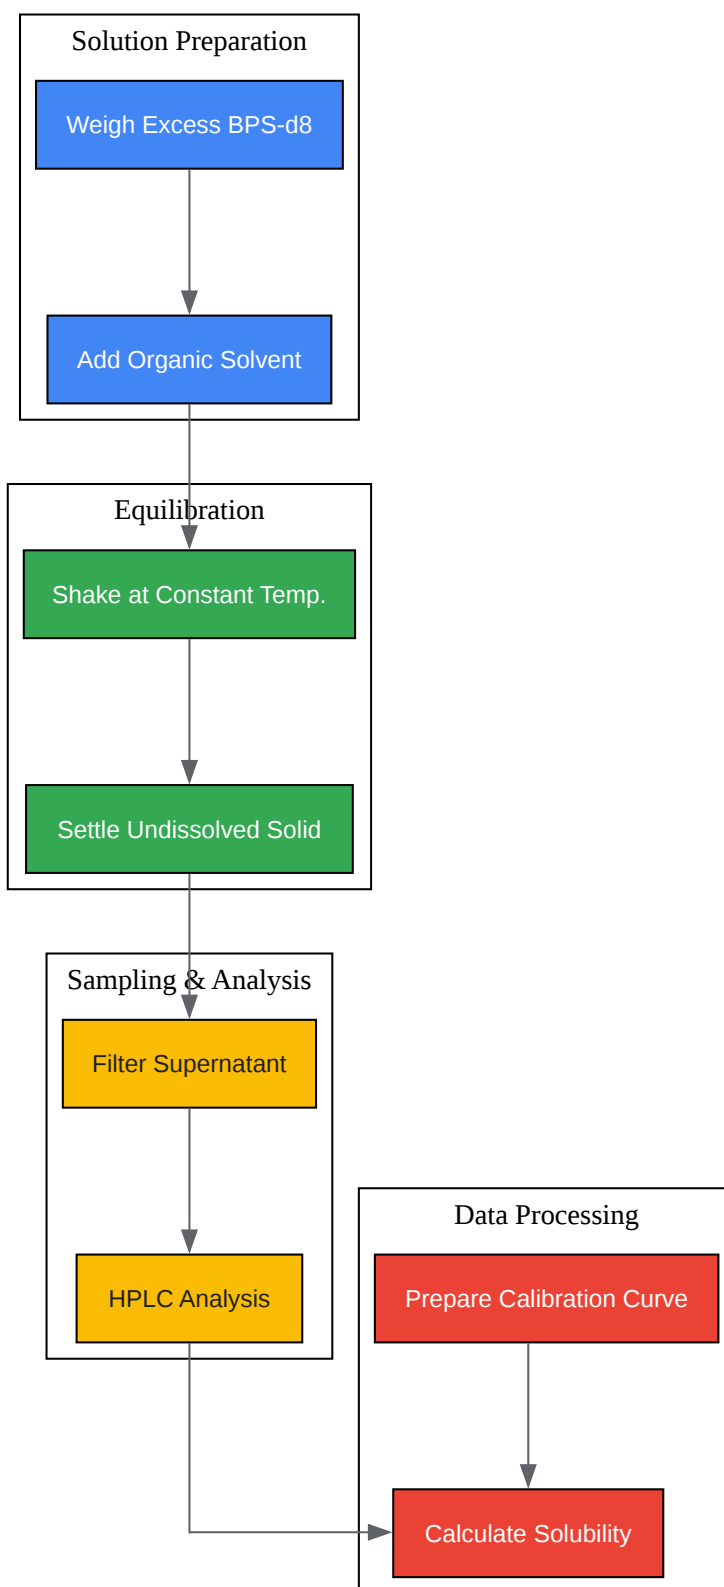 Solution Preparation
Weigh Excess BPS-d8
Add Organic Solvent
Equilibration
Shake at Constant Temp.
Settle Undissolved Solid
Sampling & Analysis
Filter Supernatant
HPLC Analysis
Data Processing
Prepare Calibration Curve
Calculate Solubility